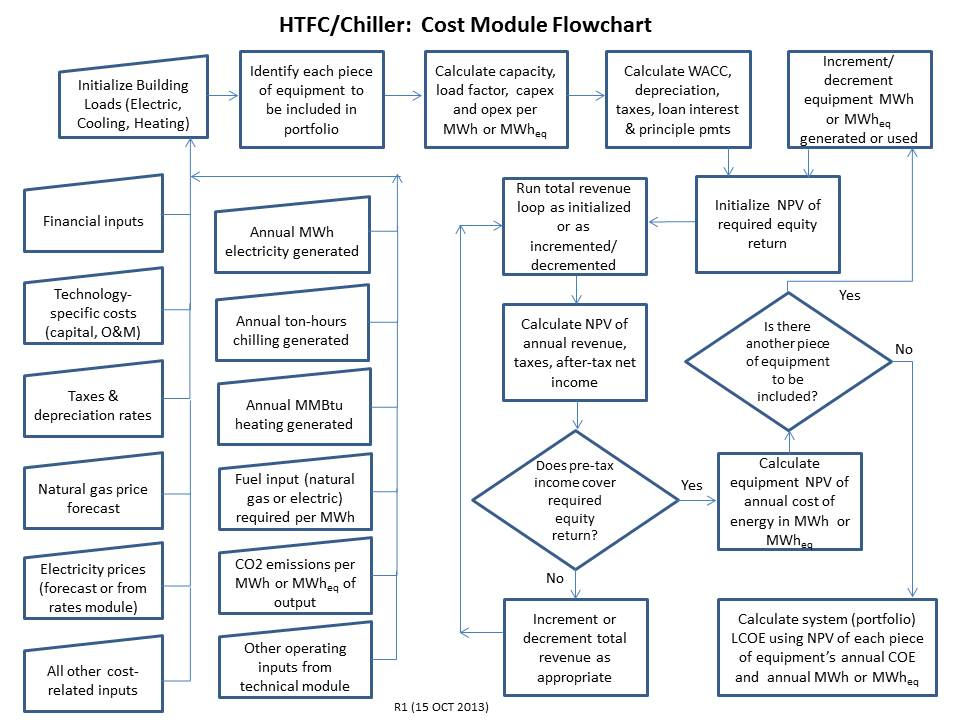 HTFC/Chiller:  Cost Module Flowchart
Initialize Building
Loads (Electric,
Cooling, Heating)
Identify each piece
of equipment to
be included in
portfolio
Calculate capacity,
load factor,  capex
and opex per
MWh or MWheq
Calculate WACC,
depreciation,
taxes, loan interest
& principle pmts
Increment/
decrement
equipment MWh
or MWheq
generated or used
Financial inputs
Technology-
specific costs
(capital, O&M)
Taxes &
depreciation rates
Natural gas price
forecast
Electricity prices
(forecast or from
rates module)
All other cost-
related inputs
Annual MWh
electricity generated
Annual ton-hours
chilling generated
Annual MMBtu
heating generated
Fuel input (natural
gas or electric)
required per MWh
CO2 emissions per
MWh or MWheq of
output
Other operating
inputs from
technical module
Run total revenue
loop as initialized
or as
incremented/
decremented
Initialize  NPV of
required equity
return
Calculate NPV of
annual revenue,
taxes, after-tax net
income
Does pre-tax
income cover
required
equity
return?
Yes
No
Increment or
decrement total
revenue as
appropriate
Calculate
equipment NPV of
annual cost of
energy in MWh  or
MWheq
Is there
another piece
of equipment
to be
included?
Yes
No
Calculate system (portfolio)
LCOE using NPV of each piece
of equipment's annual COE
and  annual MWh or MWheq
R1 (15 OCT 2013)